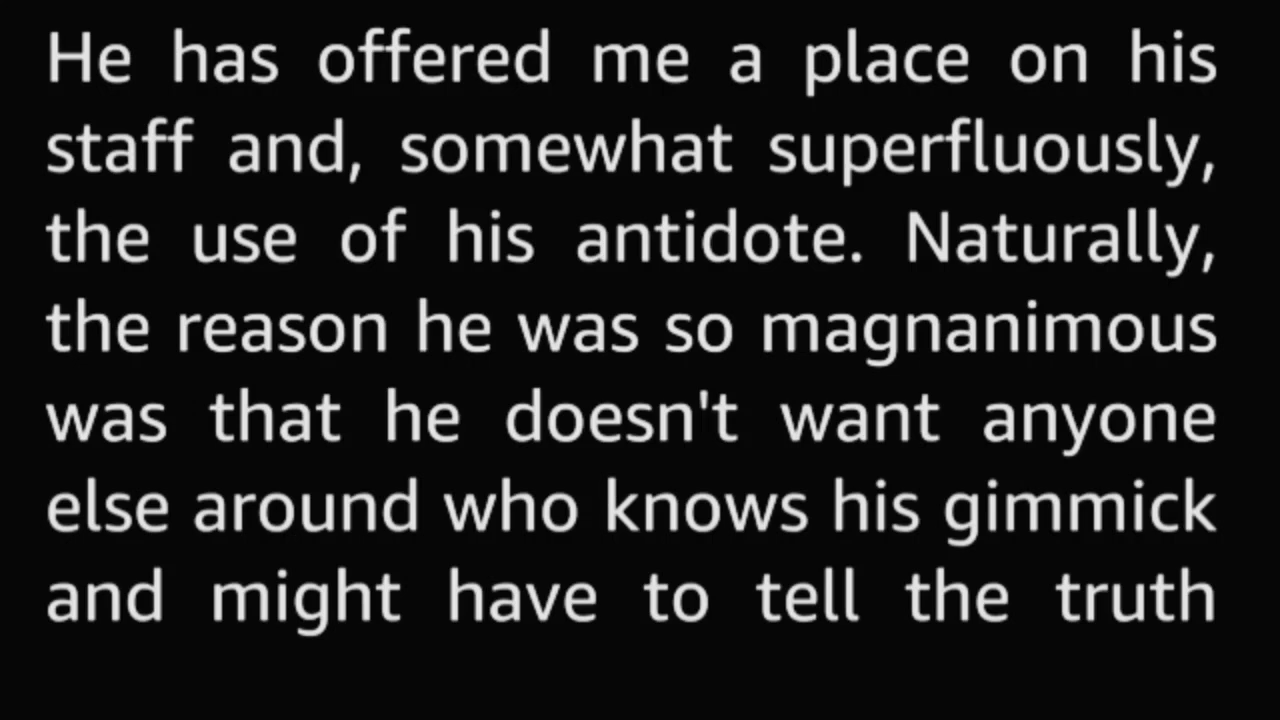 He has offered me a place on his
staff and, somewhat superfluously,
the use of his antidote. Naturally,
the reason he was so magnanimous
was that he doesn't want anyone
else around who knows his gimmick
and might have to tell the truth